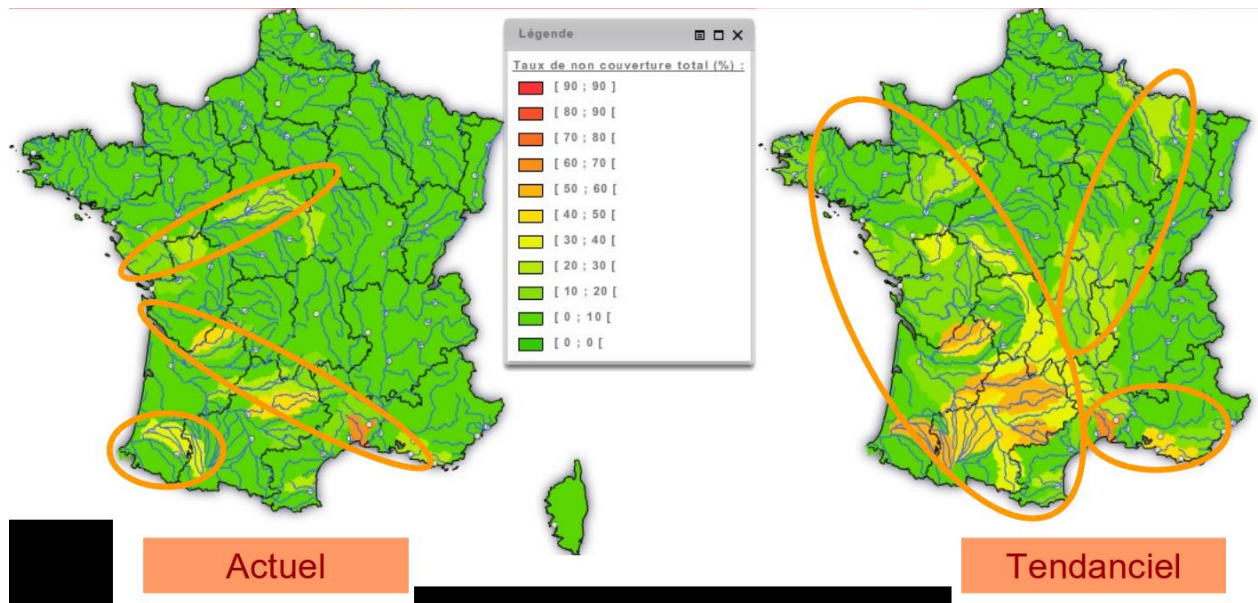 Légende
Taux de non couverture total (%) :
[ 90 ; 90 ]
[ 80 ; 90 [
[ 70 ; 80 [
[ 60 ; 70 [
[ 50 ; 60 [
[ 40 ; 50 [
[ 30 ; 40 [
[ 20 ; 30 [
[ 10 ; 20 [
[ 0 ; 10 [
[ 0 ; 0 [
Actuel
Tendanciel